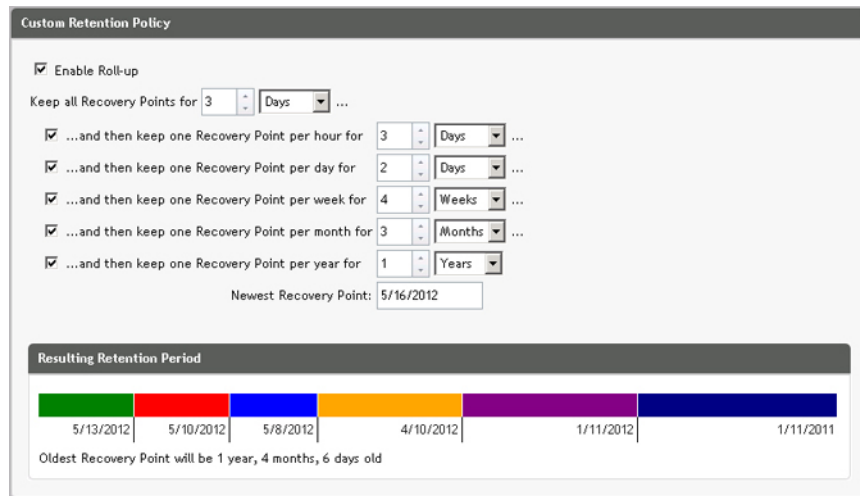 Custom Retention Policy
Enable Roll-up
Keep all Recovery Points for 3 Days ...
...and then keep one Recovery Point per hour for 3 Days ...
...and then keep one Recovery Point per day for 2 Days ...
...and then keep one Recovery Point per week for 4 Weeks ...
...and then keep one Recovery Point per month for 3 Months ...
...and then keep one Recovery Point per year for 1 Years
Newest Recovery Point: 5/16/2012
Resulting Retention Period
5/13/2012 5/10/2012 5/8/2012 4/10/2012 1/11/2012 1/11/2011
Oldest Recovery Point will be 1 year, 4 months, 6 days old